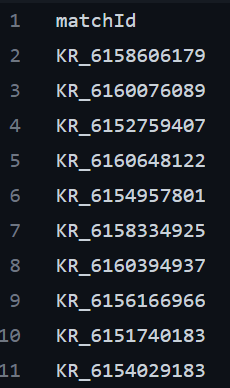 1 matchId
2 KR_6158606179
3 KR_6160076089
4 KR_6152759407
5 KR_6160648122
6 KR_6154957801
7 KR_6158334925
8 KR_6160394937
9 KR_6156166966
10 KR_6151740183
11 KR_6154029183